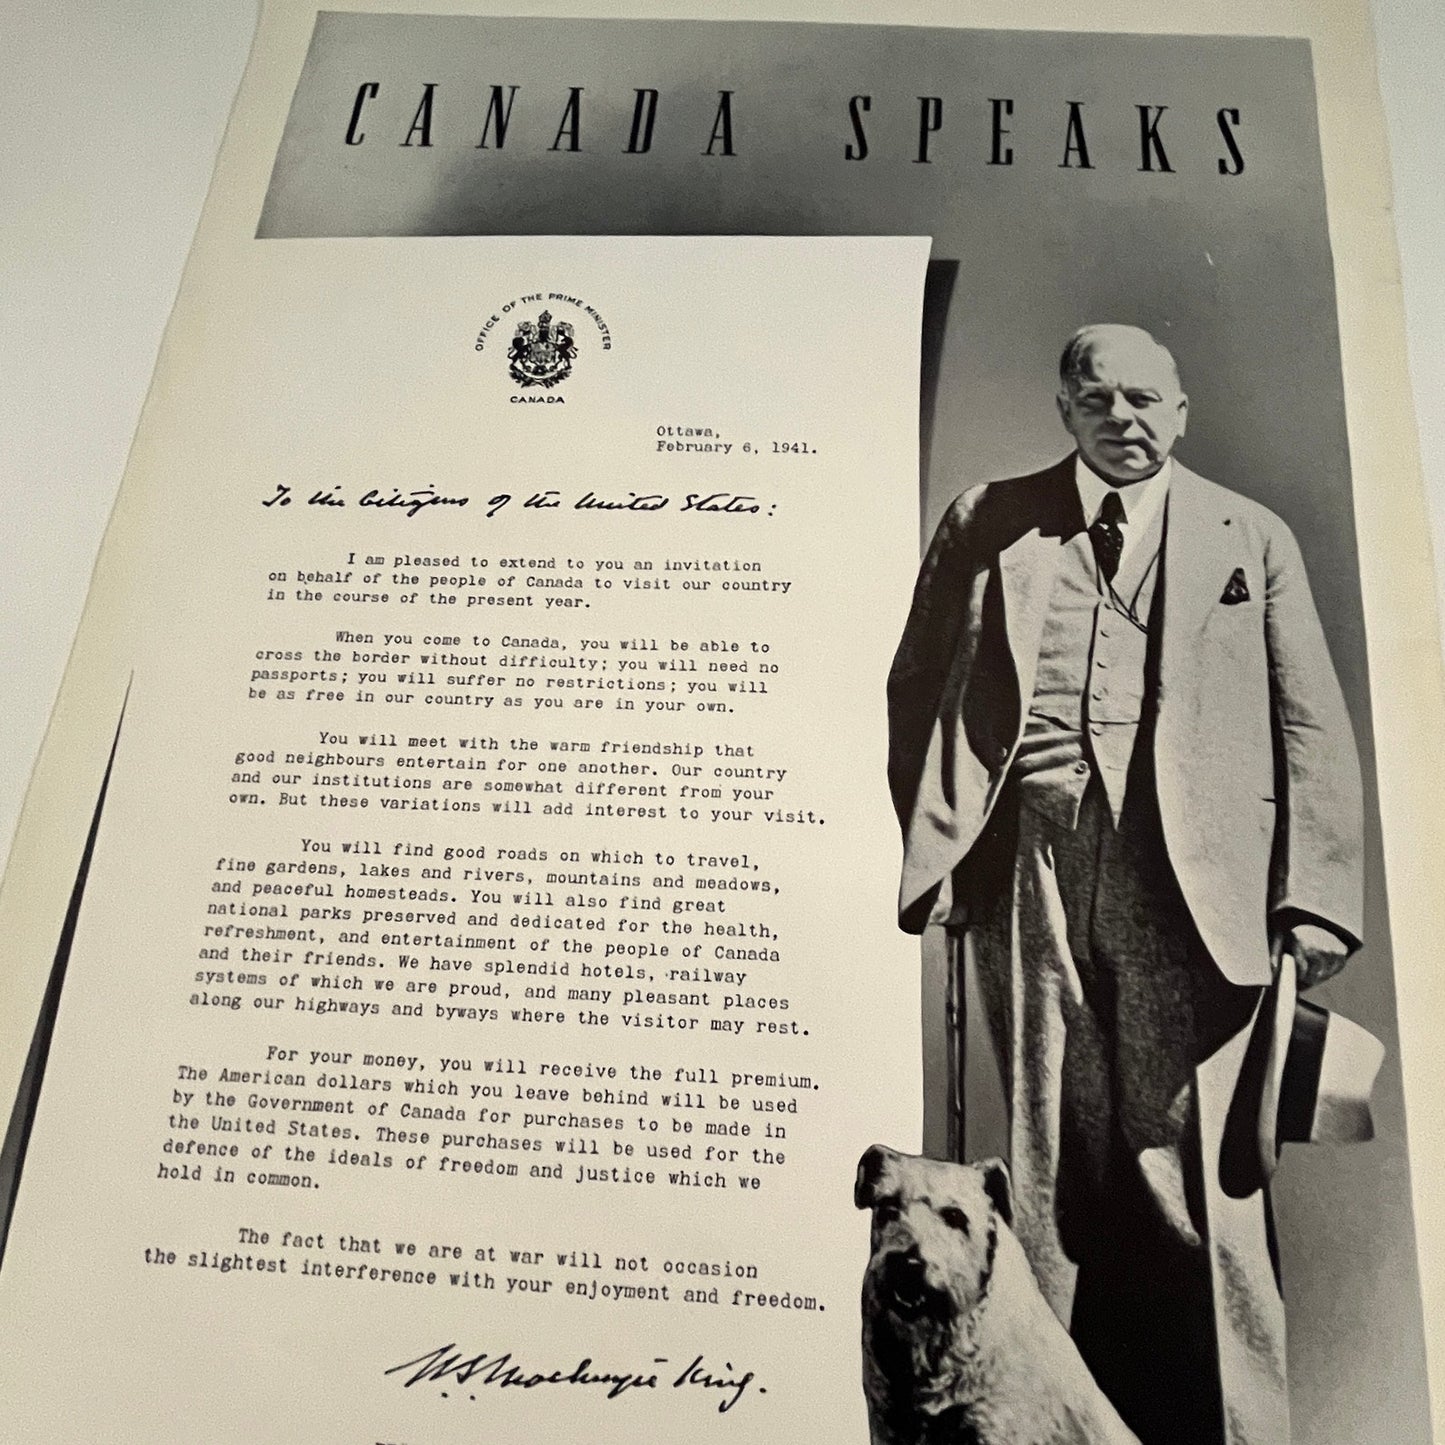 CANADA SPEAKS
OFFICE OF THE PRIME MINISTER
CANADA
Ottawa,
February 6, 1941.
To the Citizens of the United States:
I am pleased to extend to you an invitation
on behalf of the people of Canada to visit our country
in the course of the present year.
When you come to Canada, you will be able to
cross the border without difficulty; you will need no
passports; you will suffer no restrictions; you will
be as free in our country as you are in your own.
You will meet with the warm friendship that
good neighbours entertain for one another. Our country
and our institutions are somewhat different from your
own. But these variations will add interest to your visit.
You will find good roads on which to travel,
fine gardens, lakes and rivers, mountains and meadows,
and peaceful homesteads. You will also find great
national parks preserved and dedicated for the health,
refreshment, and entertainment of the people of Canada
and their friends. We have splendid hotels, railway
systems of which we are proud, and many pleasant places
along our highways and byways where the visitor may rest.
For your money, you will receive the full premium.
The American dollars which you leave behind will be used
by the Government of Canada for purchases to be made in
the United States. These purchases will be used for the
defence of the ideals of freedom and justice which we
hold in common.
The fact that we are at war will not occasion
the slightest interference with your enjoyment and freedom.
W.L. Mackenzie King.